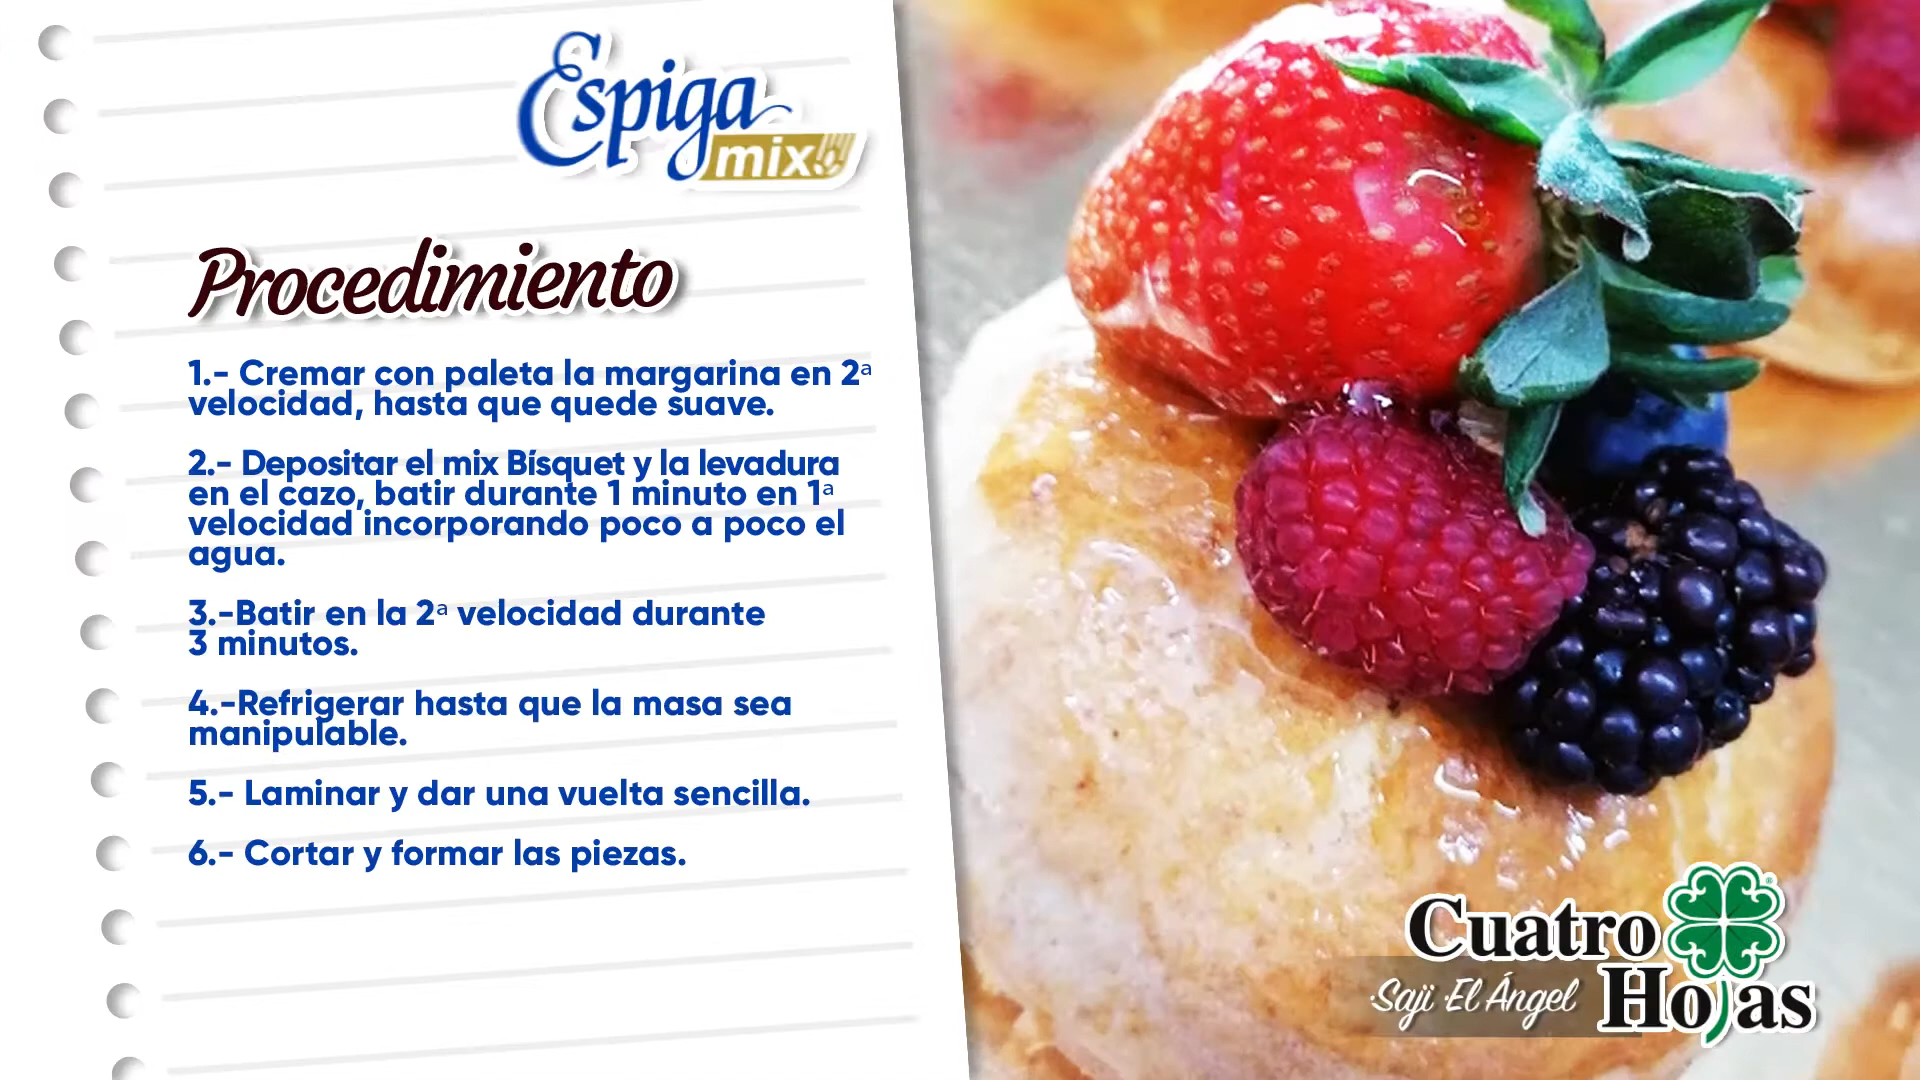 Espiga
mix
Procedimiento
1.- Cremar con paleta la margarina en 2ª
velocidad, hasta que quede suave.
2.- Depositar el mix Bísquet y la levadura
en el cazo, batir durante 1 minuto en 1ª
velocidad incorporando poco a poco el
agua.
3.-Batir en la 2ª velocidad durante
3 minutos.
4.-Refrigerar hasta que la masa sea
manipulable.
5.- Laminar y dar una vuelta sencilla.
6.- Cortar y formar las piezas.
Cuatro
Hojas
Saji El Ángel